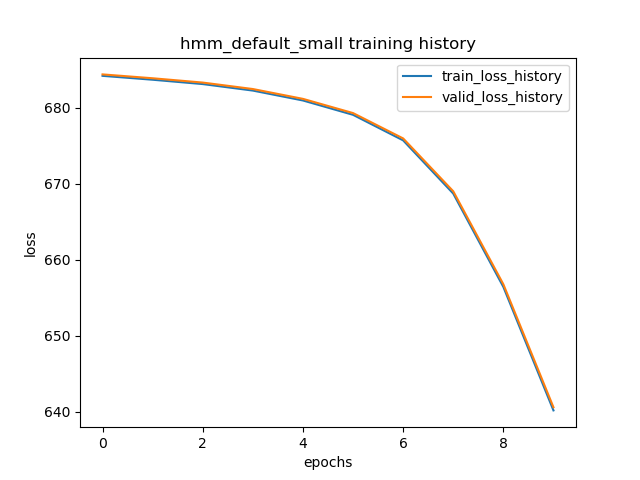 hmm_default_small training history
train_loss_history
valid_loss_history
680
670
660
650
640
loss
0 2 4 6 8
epochs